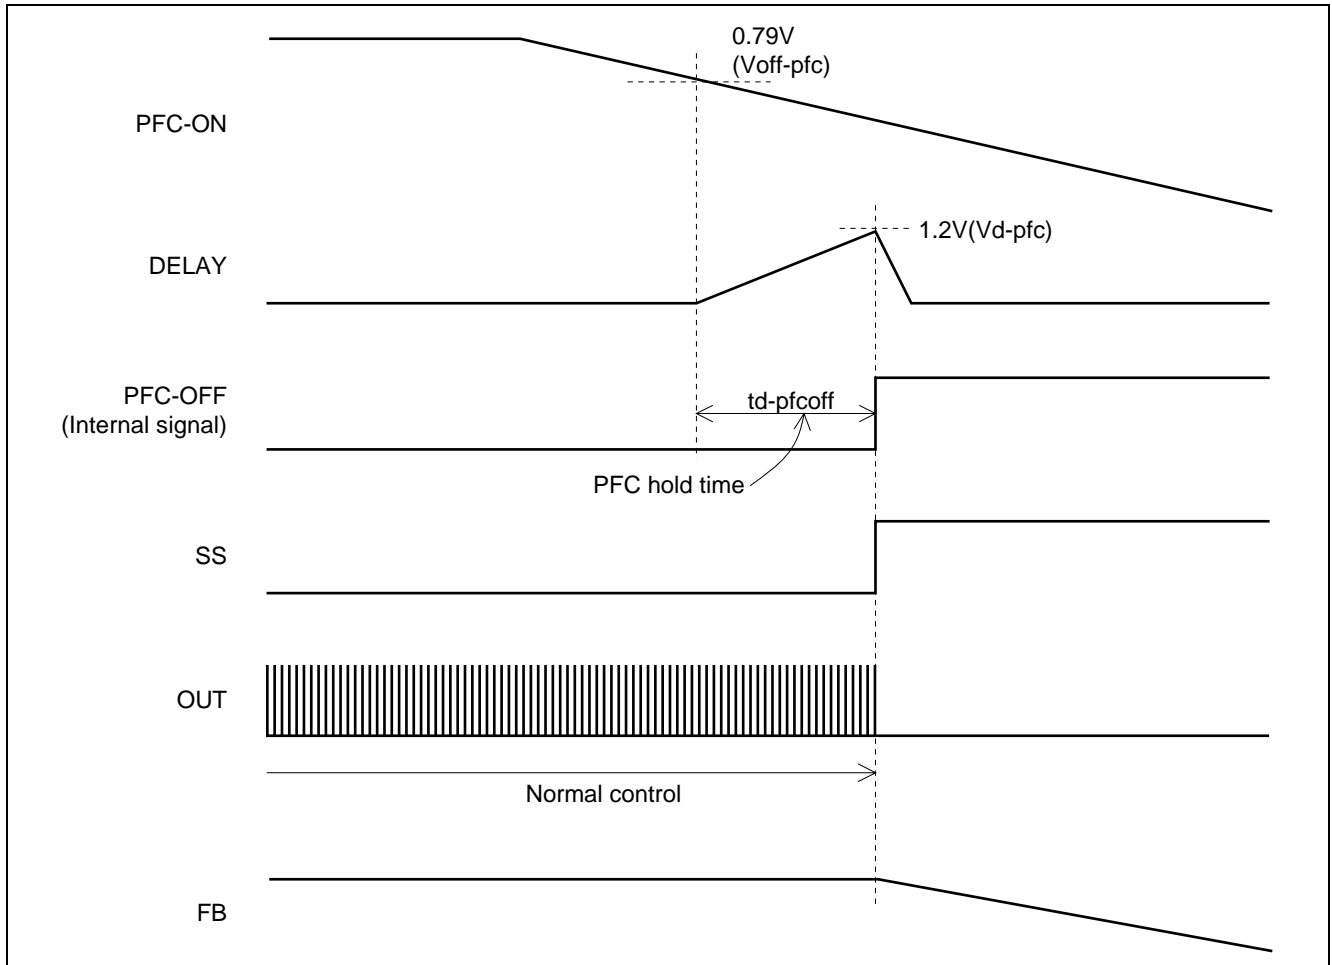 0.79V
(Voff-pfc)
PFC-ON
1.2V(Vd-pfc)
DELAY
PFC-OFF
(Internal signal)
td-pfcoff
PFC hold time
SS
OUT
Normal control
FB